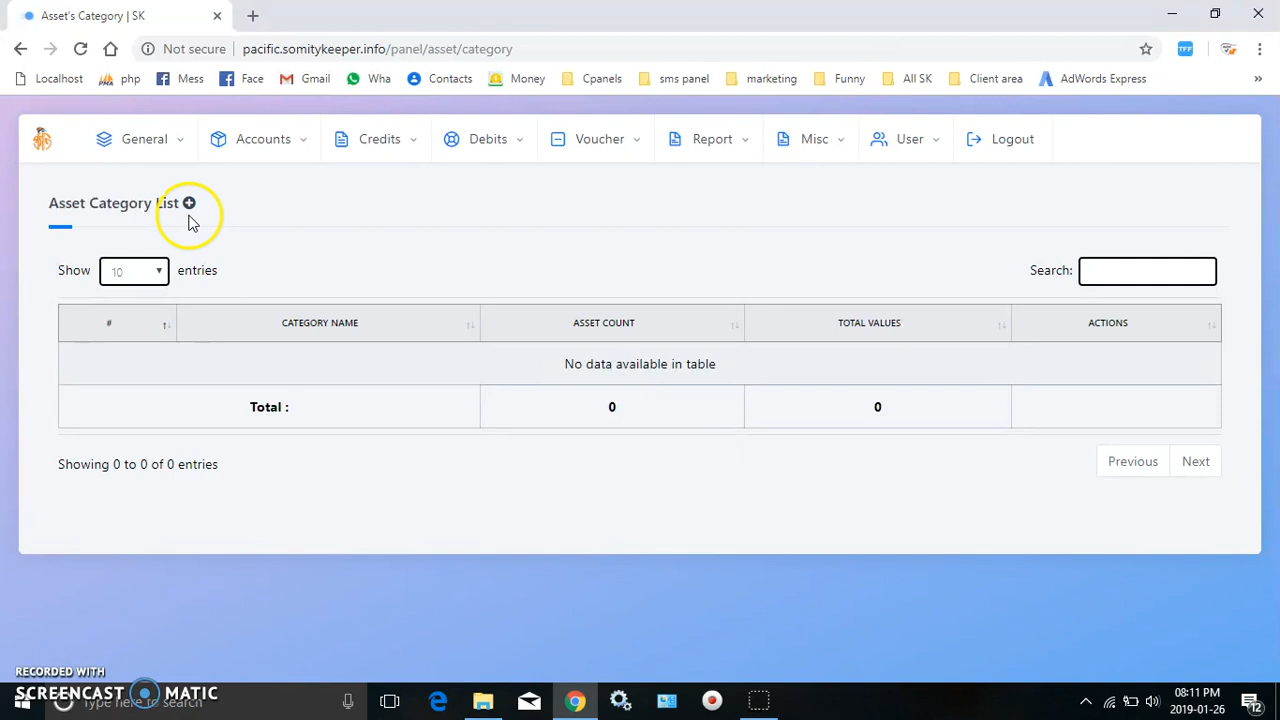 Asset's Category | SK
Not secure | pacific.somitykeeper.info/panel/asset/category
Localhost php Mess Face Gmail Wha Contacts Money Cpanels sms panel marketing Funny All SK Client area AdWords Express »
TFF
General Accounts Credits Debits Voucher Report Misc User Logout
Asset Category List
Show 10 entries Search:
# CATEGORY NAME ASSET COUNT TOTAL VALUES ACTIONS
No data available in table
Total : 0 0
Showing 0 to 0 of 0 entries
Previous Next
RECORDED WITH
SCREENCAST MATIC
Type here to search
08:11 PM
2019-01-26
12